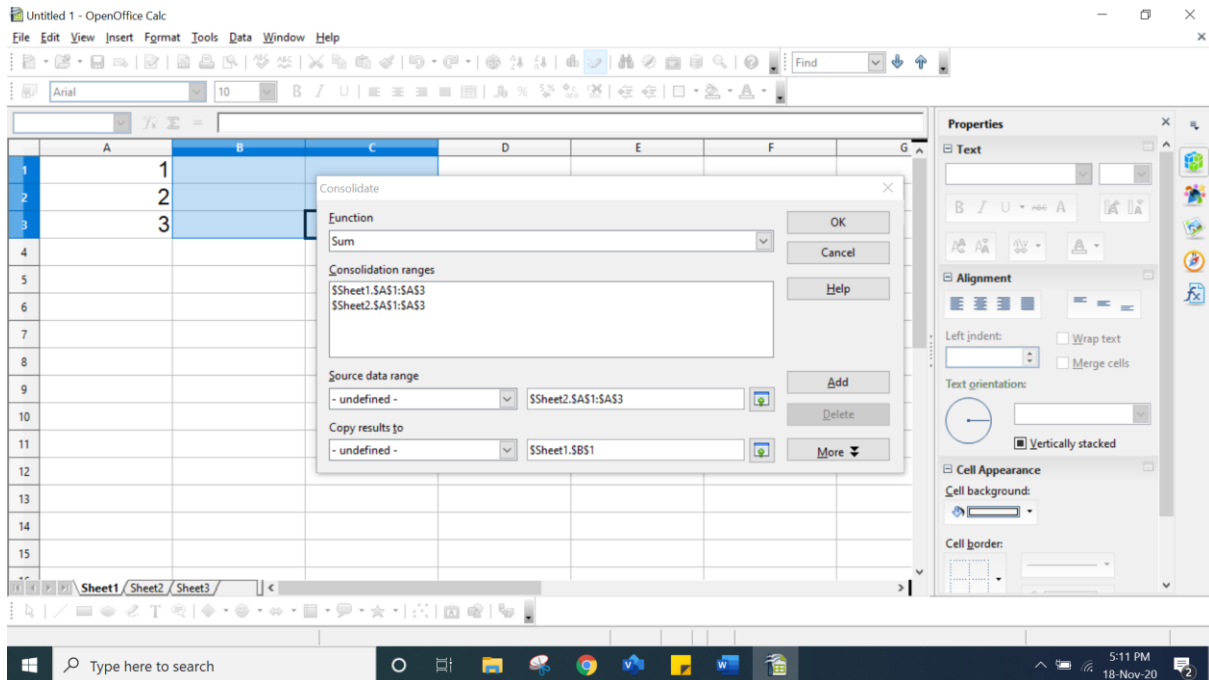 Untitled 1 - OpenOffice Calc
File Edit View Insert Format Tools Data Window Help
Find
Arial 10
Properties
A B C D E F G
Text
1 1
2 2
3 3
4
5
6
7
8
9
10
11
12
13
14
15
Consolidate
Function
Sum
OK
Cancel
Consolidation ranges
$Sheet1.$A$1:$A$3
$Sheet2.$A$1:$A$3
Help
Source data range
- undefined - $Sheet2.$A$1:$A$3
Add
Delete
Copy results to
- undefined - $Sheet1.$B$1
More
B I U ABC A
Alignment
Left indent:
Wrap text
Merge cells
Text orientation:
Vertically stacked
Cell Appearance
Cell background:
Cell border:
Sheet1 Sheet2 Sheet3
Type here to search
5:11 PM
18-Nov-20
2